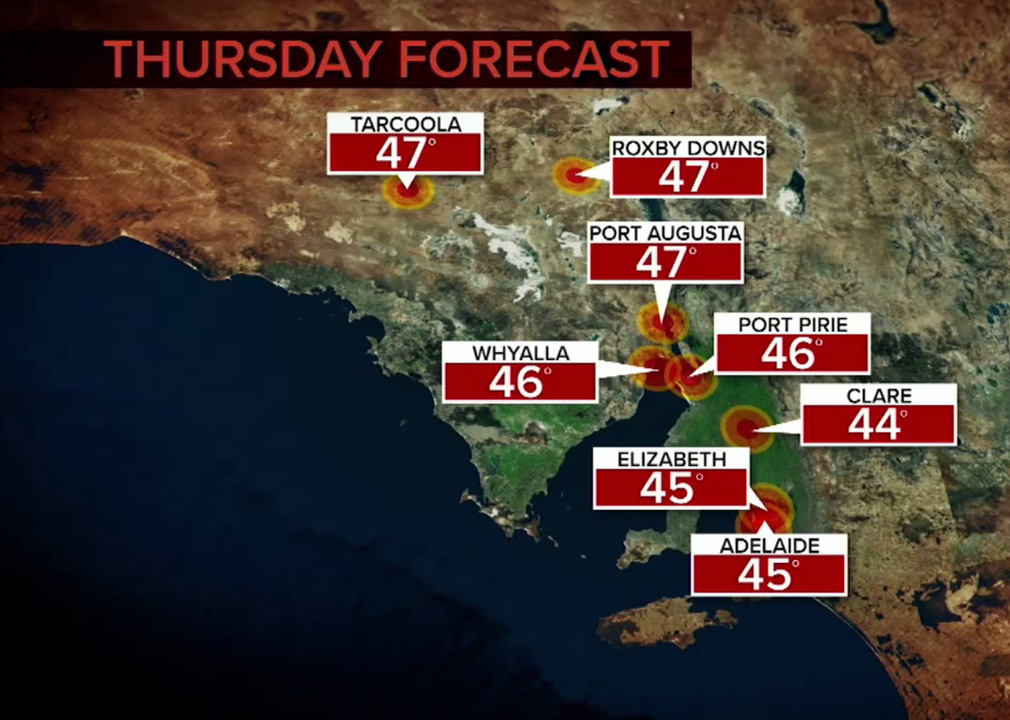 THURSDAY FORECAST
TARCOOLA
47°
ROXBY DOWNS
47°
PORT AUGUSTA
47°
PORT PIRIE
46°
WHYALLA
46°
CLARE
44°
ELIZABETH
45°
ADELAIDE
45°